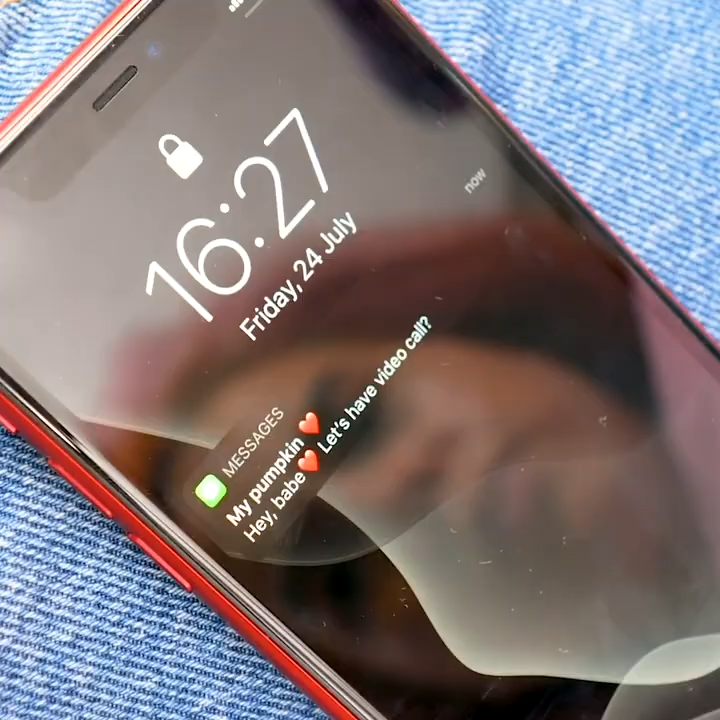 16:27
Friday, 24 July
MESSAGES
now
My pumpkin❤️
Hey, babe❤️ Let's have video call?